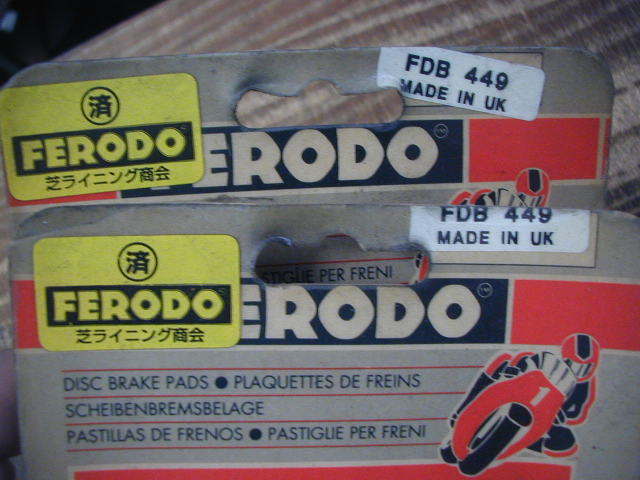 FDB 449
MADE IN UK
済
FERODO
芝ライニング商会
ERODO
FDB 449
MADE IN UK
済
FERODO
芝ライニング商会
STIGLIE PER FRENI
ERODO
DISC BRAKE PADS ● PLAQUETTES DE FREINS
SCHEIBENBREMSBELAGE
PASTILLAS DE FRENOS ● PASTIGLIE PER FRENI
1